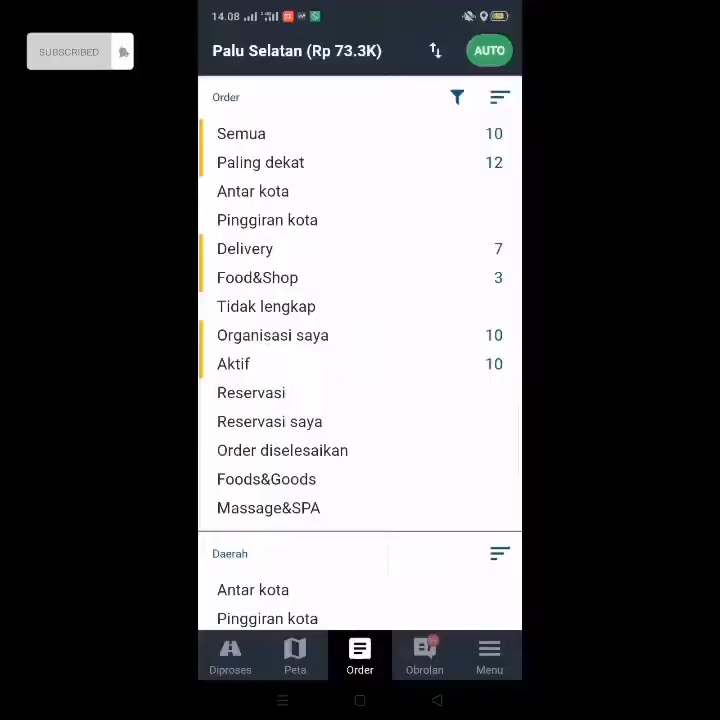 14.08
SUBSCRIBED
Palu Selatan (Rp 73.3K)
AUTO
Order
Semua 10
Paling dekat 12
Antar kota
Pinggiran kota
Delivery 7
Food&Shop 3
Tidak lengkap
Organisasi saya 10
Aktif 10
Reservasi
Reservasi saya
Order diselesaikan
Foods&Goods
Massage&SPA
Daerah
Antar kota
Pinggiran kota
Diproses Peta Order Obrolan Menu